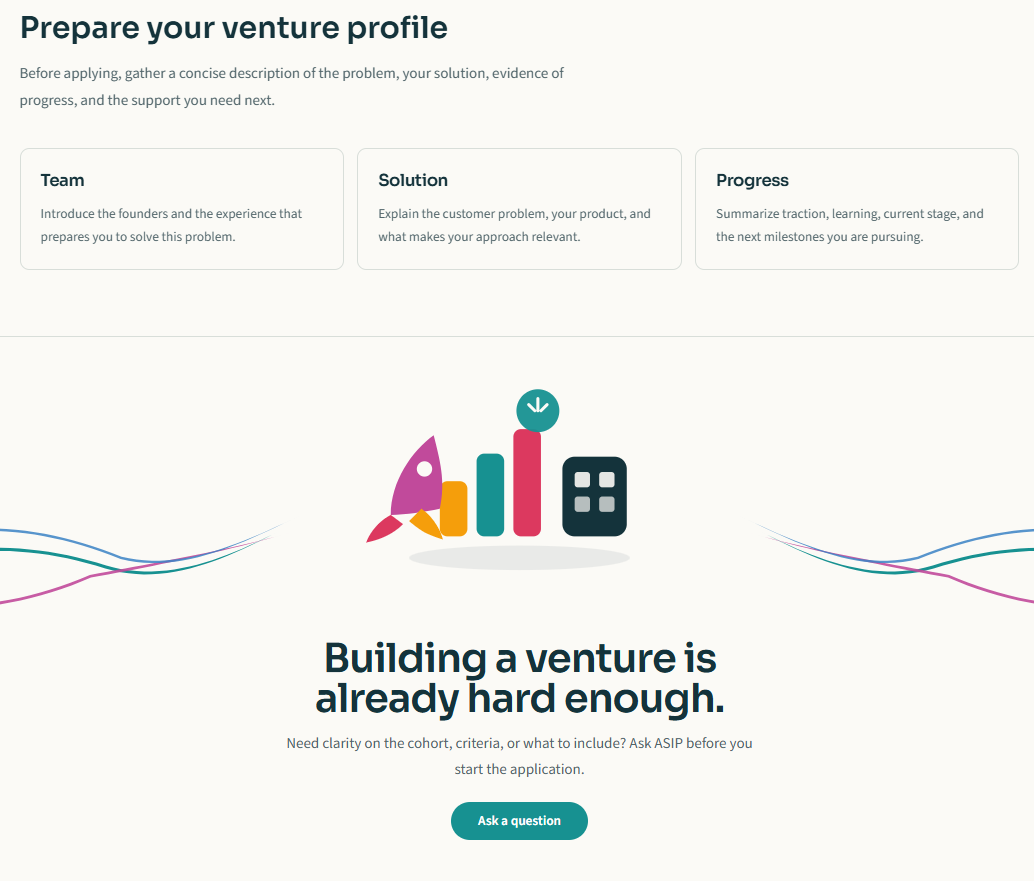 Prepare your venture profile
Before applying, gather a concise description of the problem, your solution, evidence of
progress, and the support you need next.
Team
Introduce the founders and the experience that
prepares you to solve this problem.
Solution
Explain the customer problem, your product, and
what makes your approach relevant.
Progress
Summarize traction, learning, current stage, and
the next milestones you are pursuing.
Building a venture is
already hard enough.
Need clarity on the cohort, criteria, or what to include? Ask ASIP before you
start the application.
Ask a question